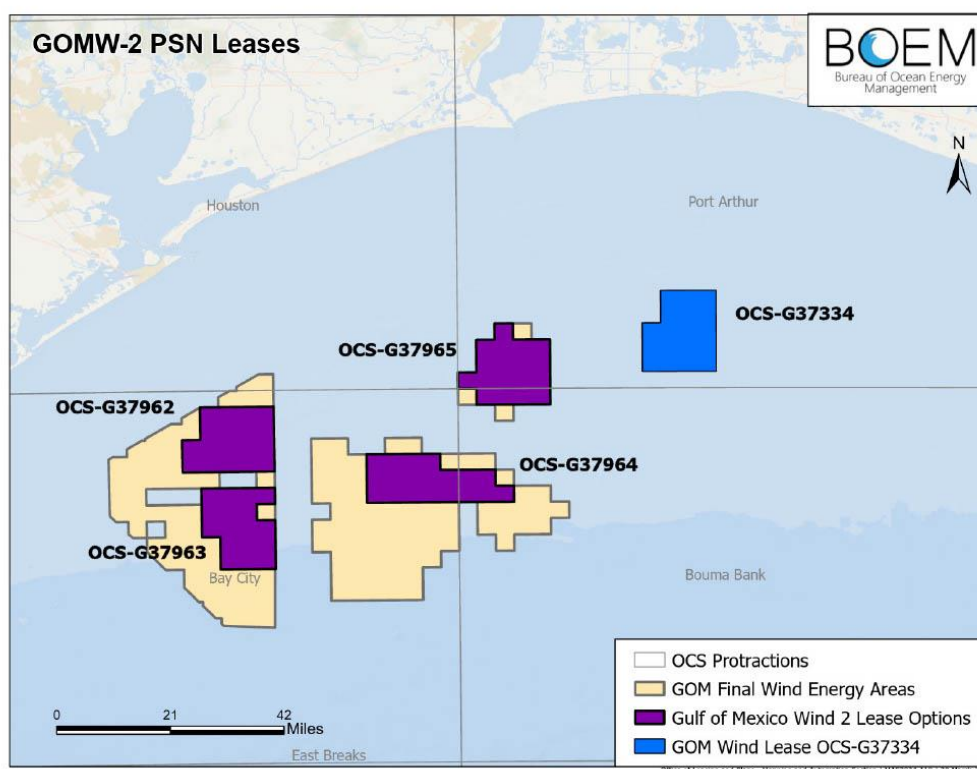 GOMW-2 PSN Leases
BOEM
Bureau of Ocean Energy
Management
N
Houston
Port Arthur
OCS-G37334
OCS-G37965
OCS-G37962
OCS-G37964
OCS-G37963
Bay City
Bouma Bank
OCS Protractions
GOM Final Wind Energy Areas
Gulf of Mexico Wind 2 Lease Options
GOM Wind Lease OCS-G37334
0 21 42
Miles
East Breaks